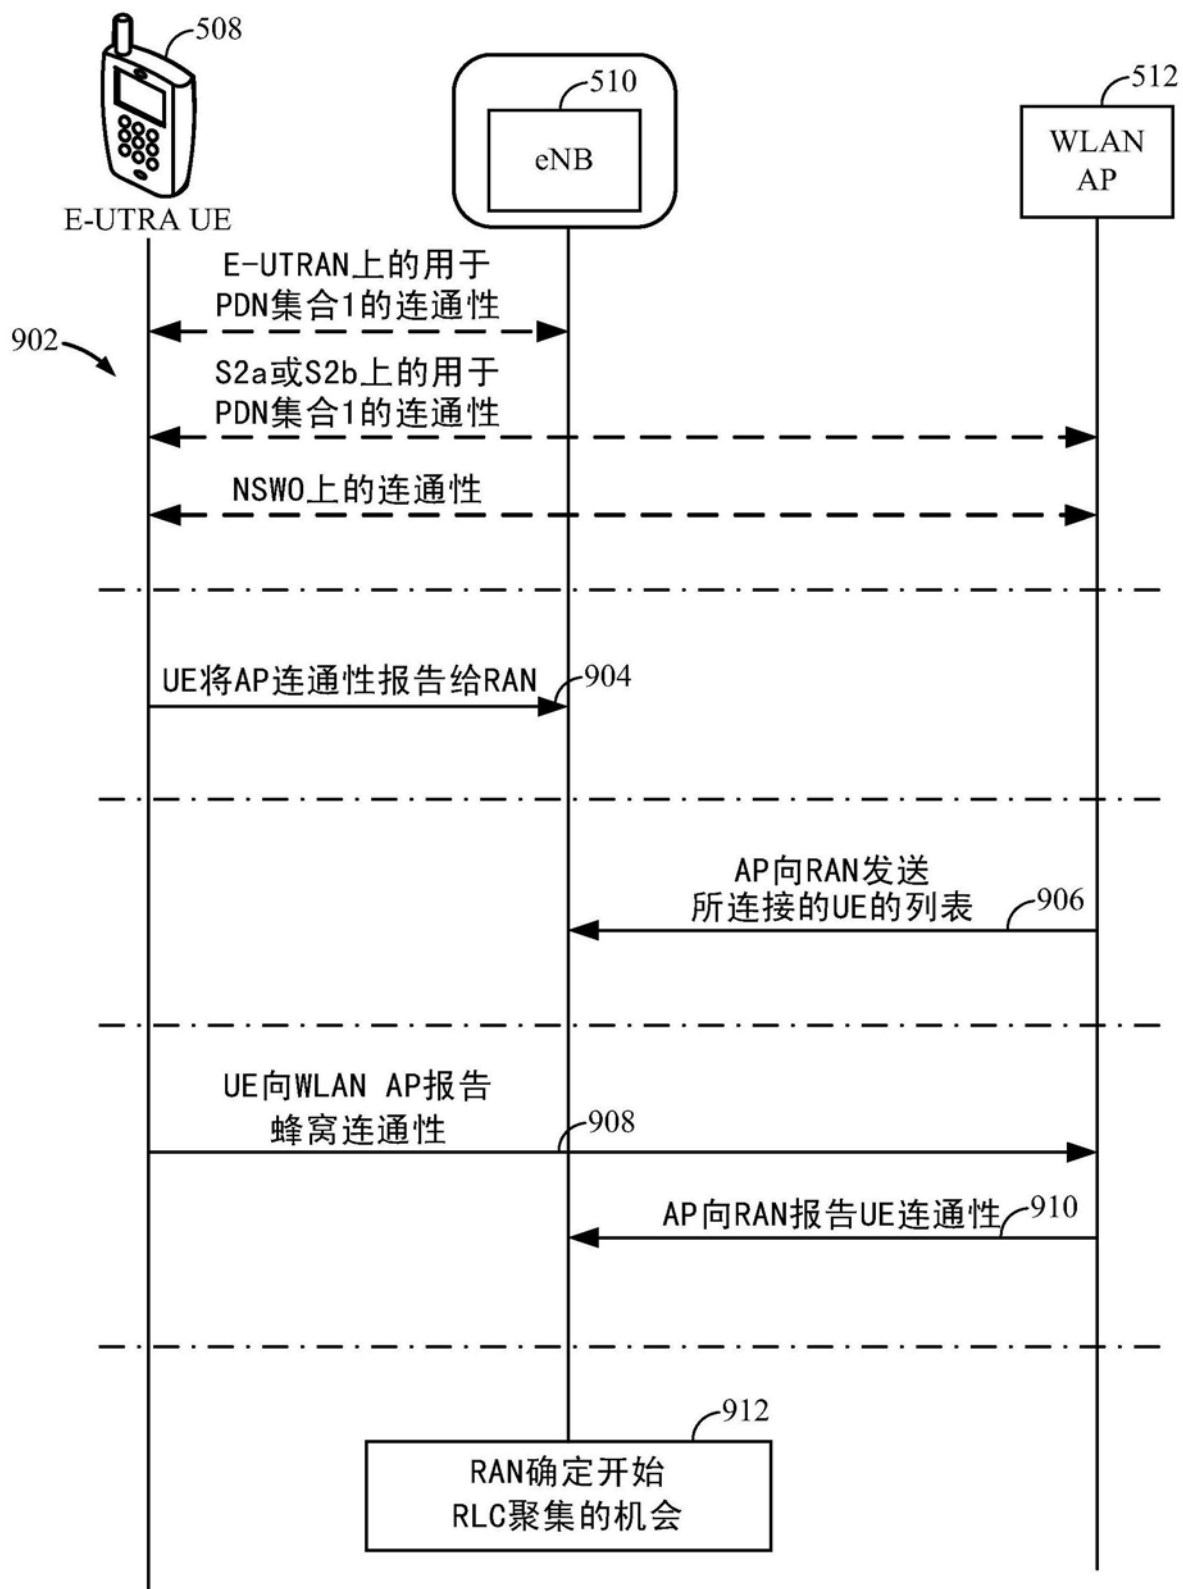 508
510
512
eNB
WLAN
AP
E-UTRA UE
E-UTRAN上的用于
PDN集合1的连通性
902
S2a或S2b上的用于
PDN集合1的连通性
NSWO上的连通性
UE将AP连通性报告给RAN
904
AP向RAN发送
所连接的UE的列表
906
UE向WLAN AP报告
蜂窝连通性
908
AP向RAN报告UE连通性
910
912
RAN确定开始
RLC聚集的机会